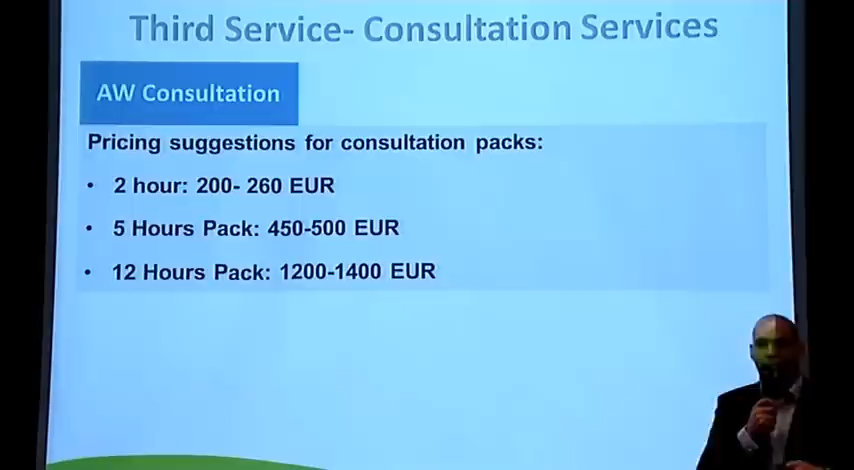 Third Service- Consultation Services
AW Consultation
Pricing suggestions for consultation packs:
• 2 hour: 200- 260 EUR
• 5 Hours Pack: 450-500 EUR
• 12 Hours Pack: 1200-1400 EUR